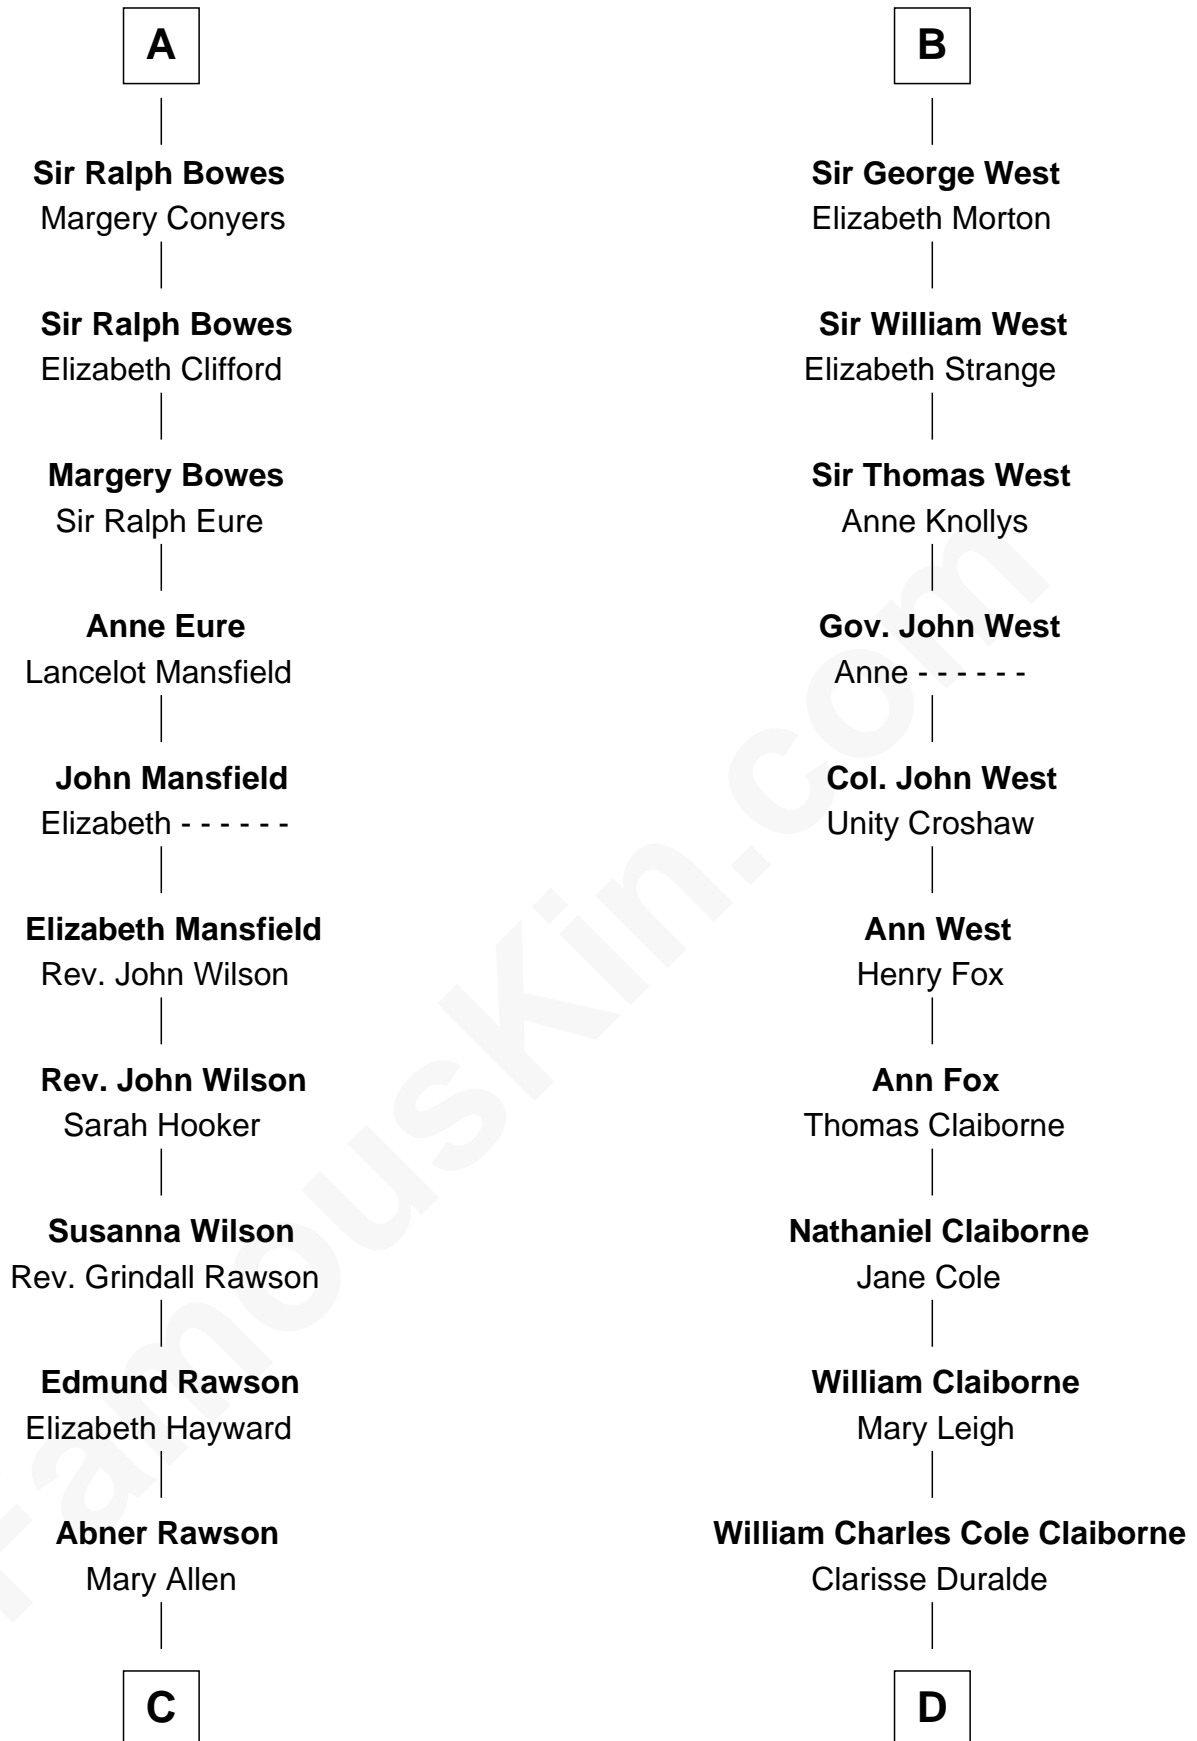 A
Sir Ralph Bowes
Margery Conyers
Sir Ralph Bowes
Elizabeth Clifford
Margery Bowes
Sir Ralph Eure
Anne Eure
Lancelot Mansfield
John Mansfield
Elizabeth - - - - - -
Elizabeth Mansfield
Rev. John Wilson
Rev. John Wilson
Sarah Hooker
Susanna Wilson
Rev. Grindall Rawson
Edmund Rawson
Elizabeth Hayward
Abner Rawson
Mary Allen
C
B
Sir George West
Elizabeth Morton
Sir William West
Elizabeth Strange
Sir Thomas West
Anne Knollys
Gov. John West
Anne - - - - - -
Col. John West
Unity Croshaw
Ann West
Henry Fox
Ann Fox
Thomas Claiborne
Nathaniel Claiborne
Jane Cole
William Claiborne
Mary Leigh
William Charles Cole Claiborne
Clarisse Duralde
D
FamousKin.com